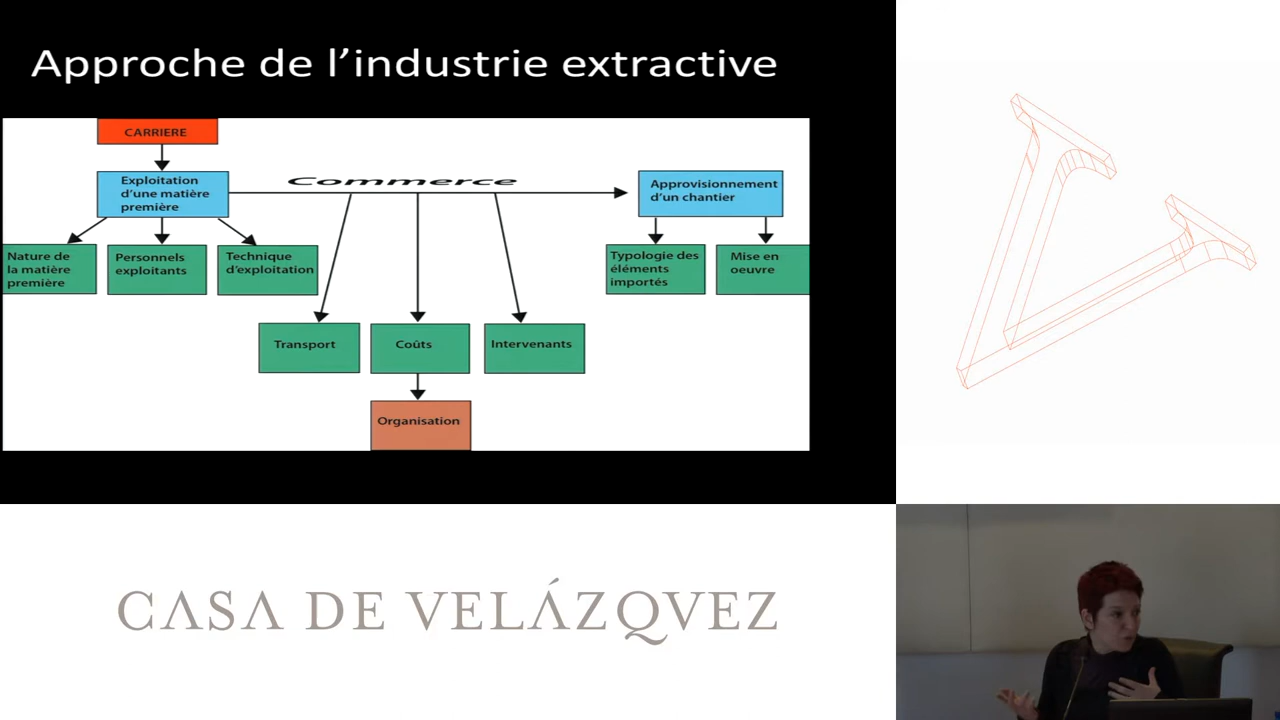 Approche de l’industrie extractive
CARRIERE
Exploitation
d’une matière
première
Commerce
Approvisionnement
d’un chantier
Nature de
la matière
première
Personnels
exploitants
Technique
d’exploitation
Typologie des
éléments
importés
Mise en
oeuvre
Transport
Coûts
Intervenants
Organisation
CASA DE VELÁZQVEZ